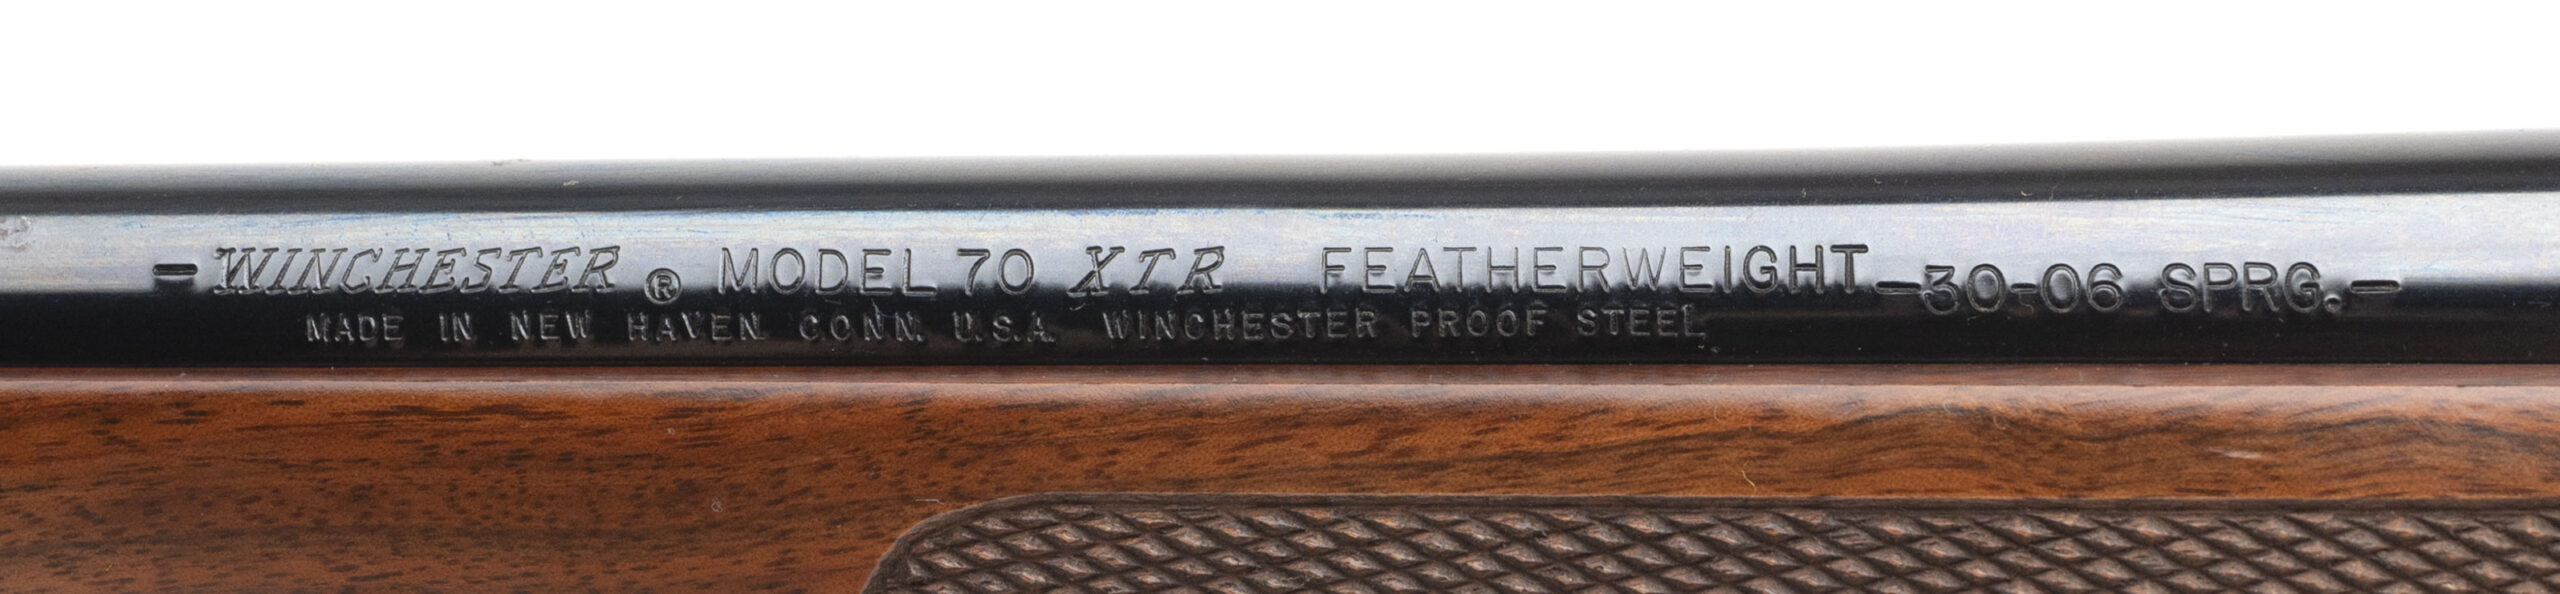 -WINCHESTER® MODEL 70 XTR FEATHERWEIGHT -30-06 SPRG.-
MADE IN NEW HAVEN. CONN. U.S.A. WINCHESTER PROOF STEEL